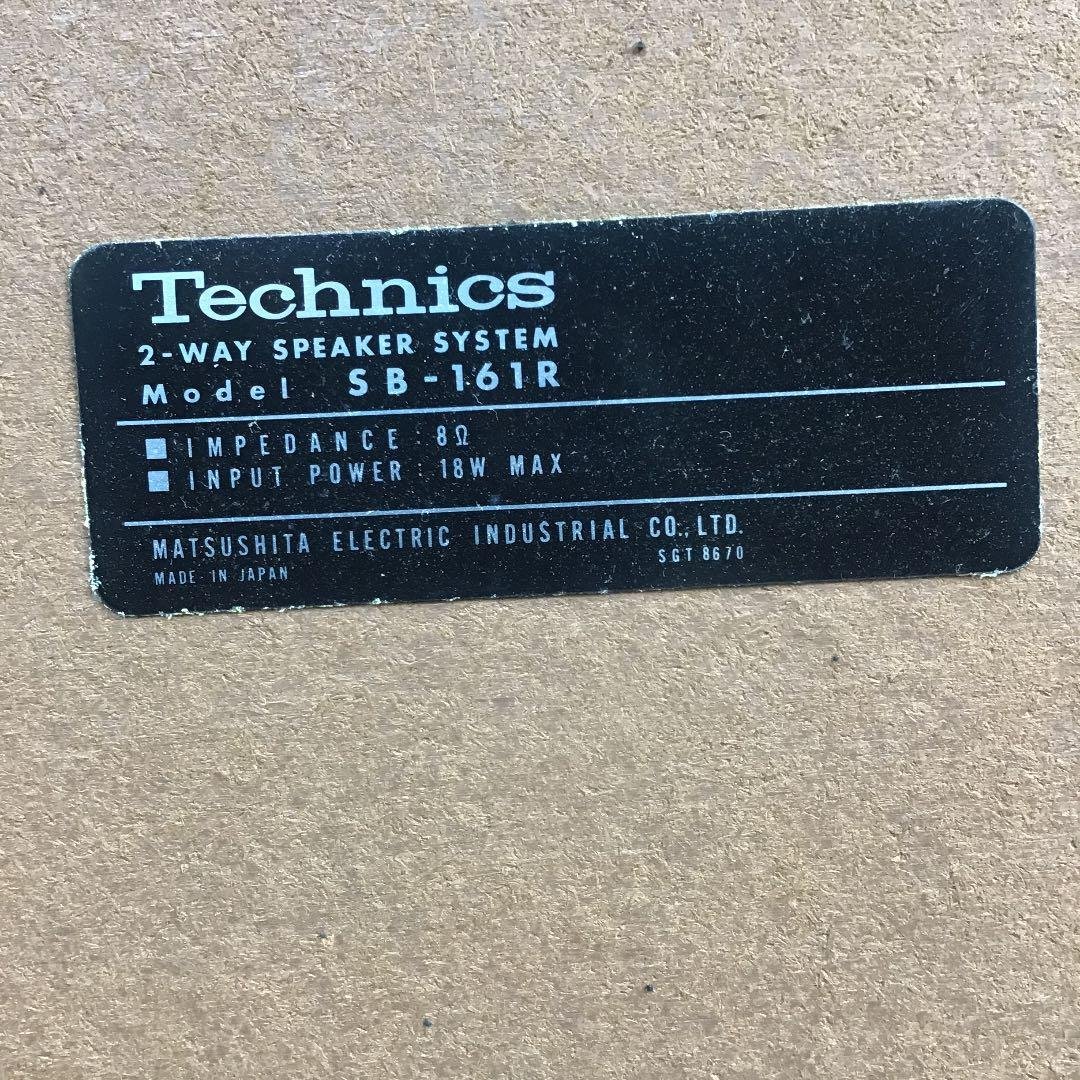 Technics
2-WAY SPEAKER SYSTEM
Model SB-161R
IMPEDANCE : 8Ω
INPUT POWER : 18W MAX
MATSUSHITA ELECTRIC INDUSTRIAL CO., LTD.
MADE IN JAPAN SGT 8670